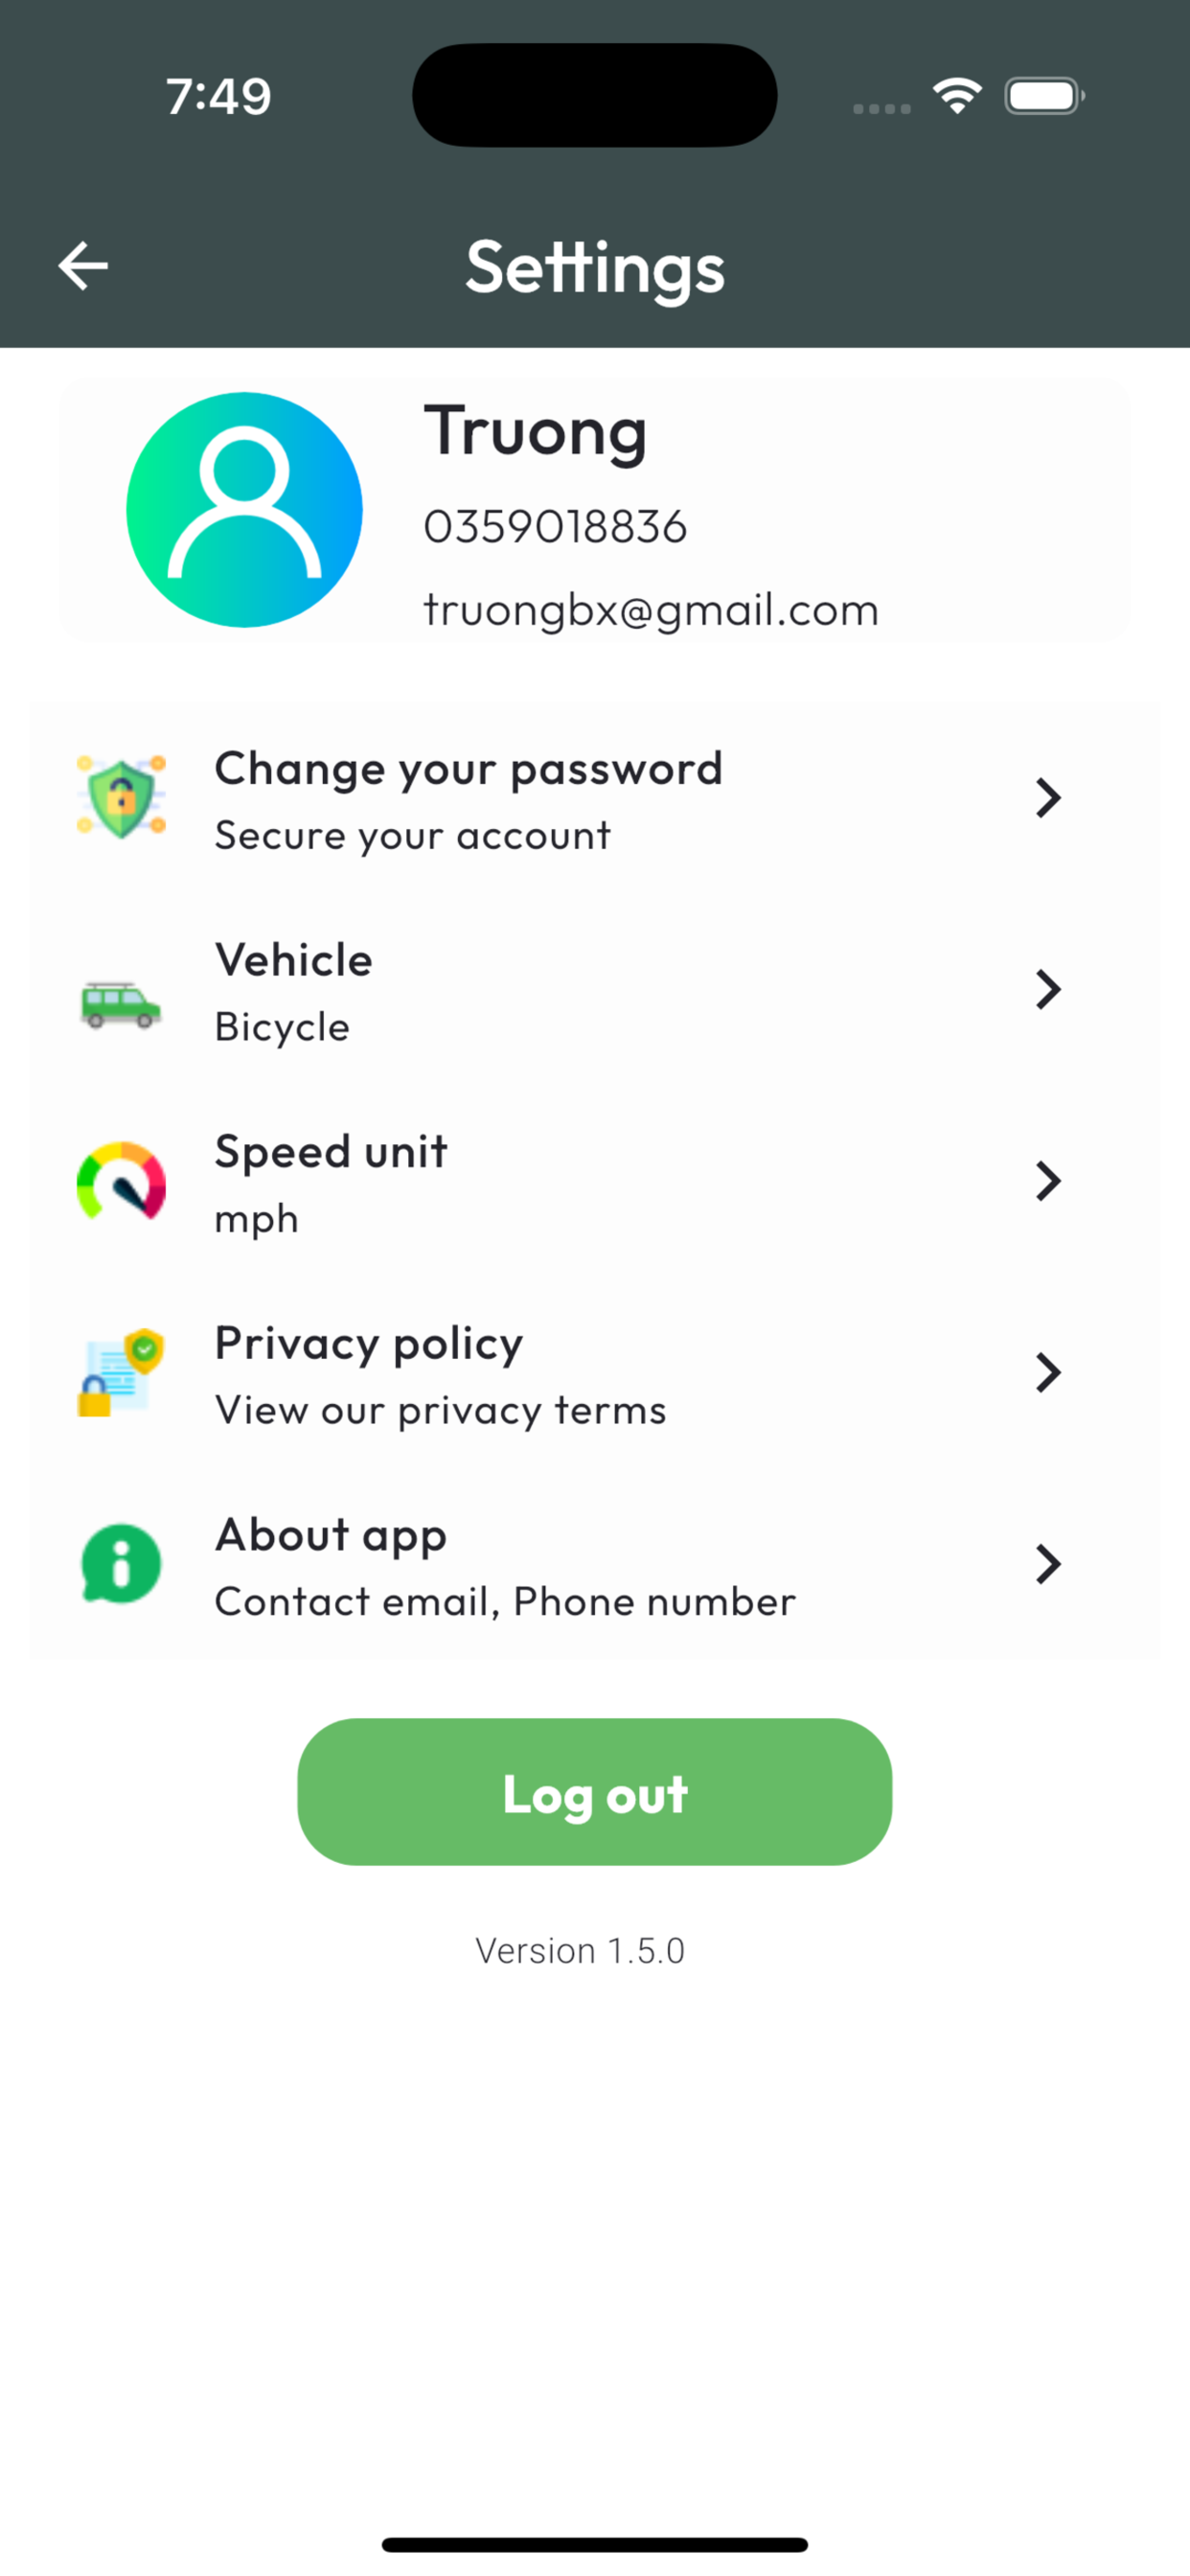 7:49
Settings
Truong
0359018836
truongbx@gmail.com
Change your password
Secure your account
Vehicle
Bicycle
Speed unit
mph
Privacy policy
View our privacy terms
About app
Contact email, Phone number
Log out
Version 1.5.0